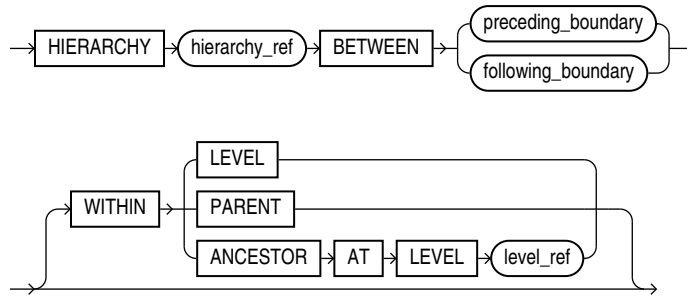 preceding_boundary
HIERARCHY hierarchy_ref BETWEEN
following_boundary
LEVEL
WITHIN PARENT
ANCESTOR AT LEVEL level_ref